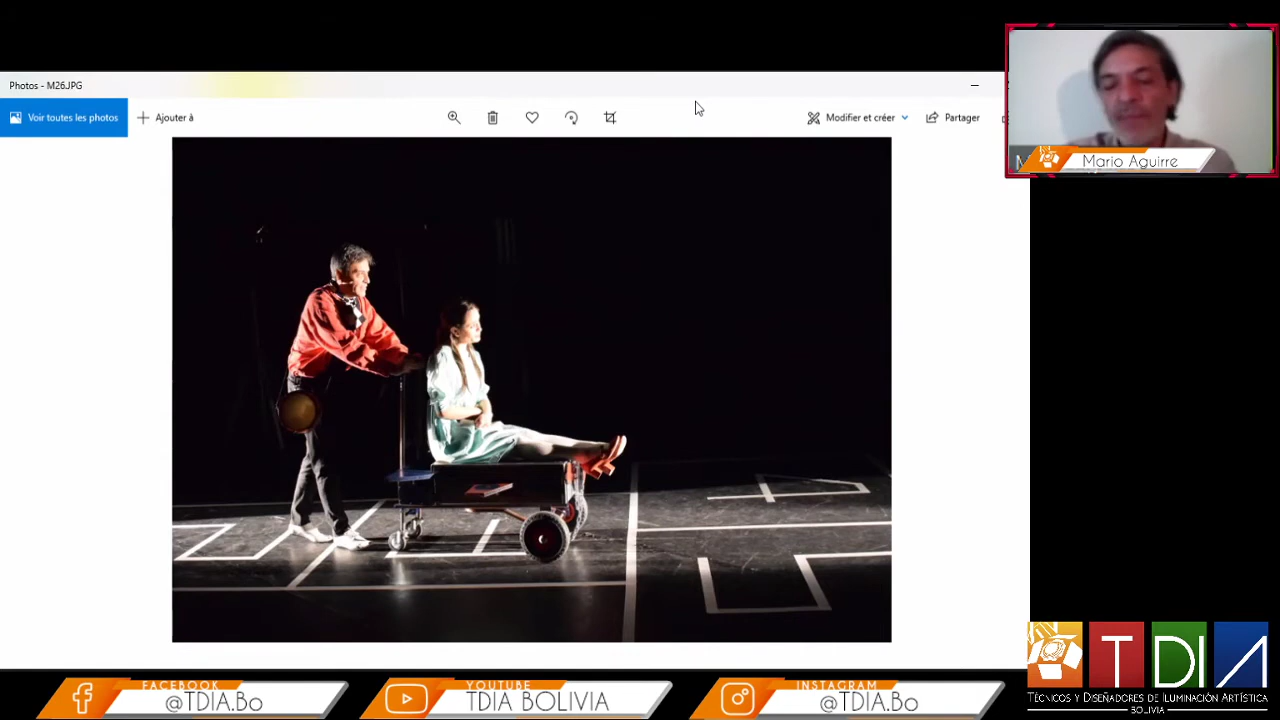 Photos - M26.JPG
Voir toutes les photos
Ajouter à
Modifier et créer
Partager
Mario Aguirre
FACEBOOK
@TDIA.Bo
YOUTUBE
TDIA BOLIVIA
INSTAGRAM
@TDIA.Bo
TDIA
TÉCNICOS Y DISEÑADORES DE ILUMINACIÓN ARTÍSTICA
BOLIVIA